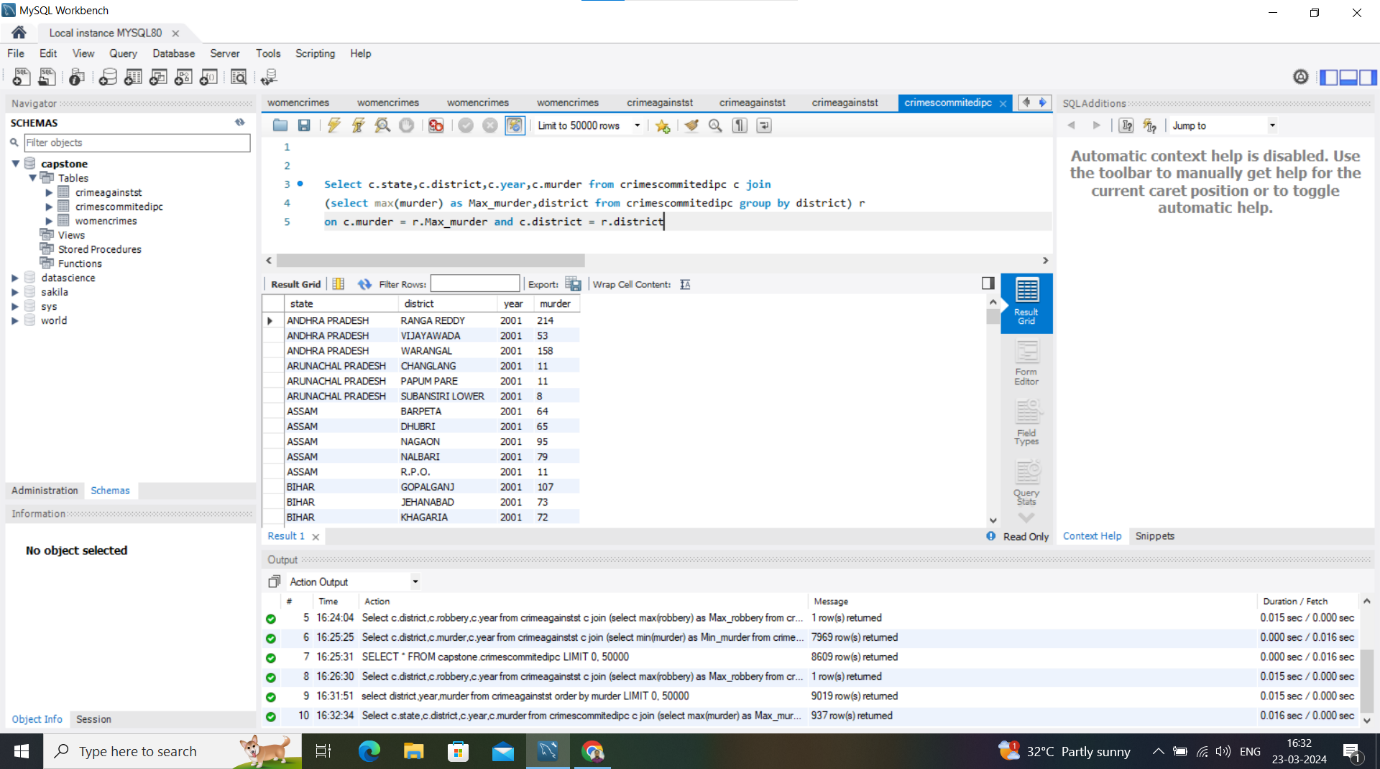 MySQL Workbench
Local instance MYSQL80
File Edit View Query Database Server Tools Scripting Help
Navigator
SCHEMAS
Filter objects
capstone
Tables
crimeagainstst
crimescommitedipc
womencrimes
Views
Stored Procedures
Functions
datascience
sakila
sys
world
Administration Schemas
Information
No object selected
Object Info Session
womencrimes womencrimes womencrimes womencrimes crimeagainstst crimeagainstst crimeagainstst crimescommitedipc
Limit to 50000 rows
1
2
3 Select c.state,c.district,c.year,c.murder from crimescommitedipc c join
4 (select max(murder) as Max_murder,district from crimescommitedipc group by district) r
5 on c.murder = r.Max_murder and c.district = r.district
Result Grid Filter Rows: Export: Wrap Cell Content:
state district year murder
ANDHRA PRADESH RANGA REDDY 2001 214
ANDHRA PRADESH VIJAYAWADA 2001 53
ANDHRA PRADESH WARANGAL 2001 158
ARUNACHAL PRADESH CHANGLANG 2001 11
ARUNACHAL PRADESH PAPUM PARE 2001 11
ARUNACHAL PRADESH SUBANSIRI LOWER 2001 8
ASSAM BARPETA 2001 64
ASSAM DHUBRI 2001 65
ASSAM NAGAON 2001 95
ASSAM NALBARI 2001 79
ASSAM R.P.O. 2001 11
BIHAR GOPALGANJ 2001 107
BIHAR JEHANABAD 2001 73
BIHAR KHAGARIA 2001 72
Result Grid
Form Editor
Field Types
Query Stats
Result 1
Read Only
SQLAdditions
Jump to
Automatic context help is disabled. Use
the toolbar to manually get help for the
current caret position or to toggle
automatic help.
Context Help Snippets
Output
Action Output
# Time Action Message Duration / Fetch
5 16:24:04 Select c.district,c.robbery,c.year from crimeagainstst c join (select max(robbery) as Max_robbery from cr... 1 row(s) returned 0.015 sec / 0.000 sec
6 16:25:25 Select c.district,c.murder,c.year from crimeagainstst c join (select min(murder) as Min_murder from crime... 7969 row(s) returned 0.000 sec / 0.016 sec
7 16:25:31 SELECT * FROM capstone.crimescommitedipc LIMIT 0, 50000 8609 row(s) returned 0.000 sec / 0.016 sec
8 16:26:30 Select c.district,c.robbery,c.year from crimeagainstst c join (select max(robbery) as Max_robbery from cr... 1 row(s) returned 0.015 sec / 0.000 sec
9 16:31:51 select district,year,murder from crimeagainstst order by murder LIMIT 0, 50000 9019 row(s) returned 0.015 sec / 0.000 sec
10 16:32:34 Select c.state,c.district,c.year,c.murder from crimescommitedipc c join (select max(murder) as Max_mur... 937 row(s) returned 0.016 sec / 0.000 sec
Type here to search
32°C Partly sunny
ENG
16:32
23-03-2024
1